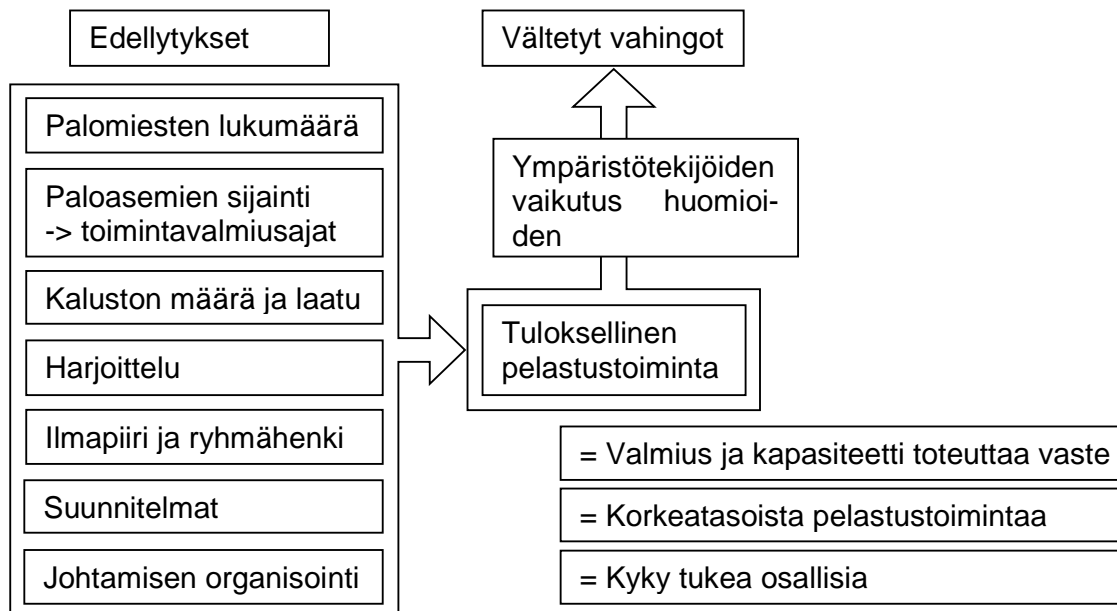 Edellytykset
Vältetyt vahingot
Palomiesten lukumäärä
Paloasemien sijainti
-> toimintavalmiusajat
Kaluston määrä ja laatu
Harjoittelu
Ilmapiiri ja ryhmähenki
Suunnitelmat
Johtamisen organisointi
Ympäristötekijöiden
vaikutus huomioi-
den
Tuloksellinen
pelastustoiminta
= Valmius ja kapasiteetti toteuttaa vaste
= Korkeatasoista pelastustoimintaa
= Kyky tukea osallisia